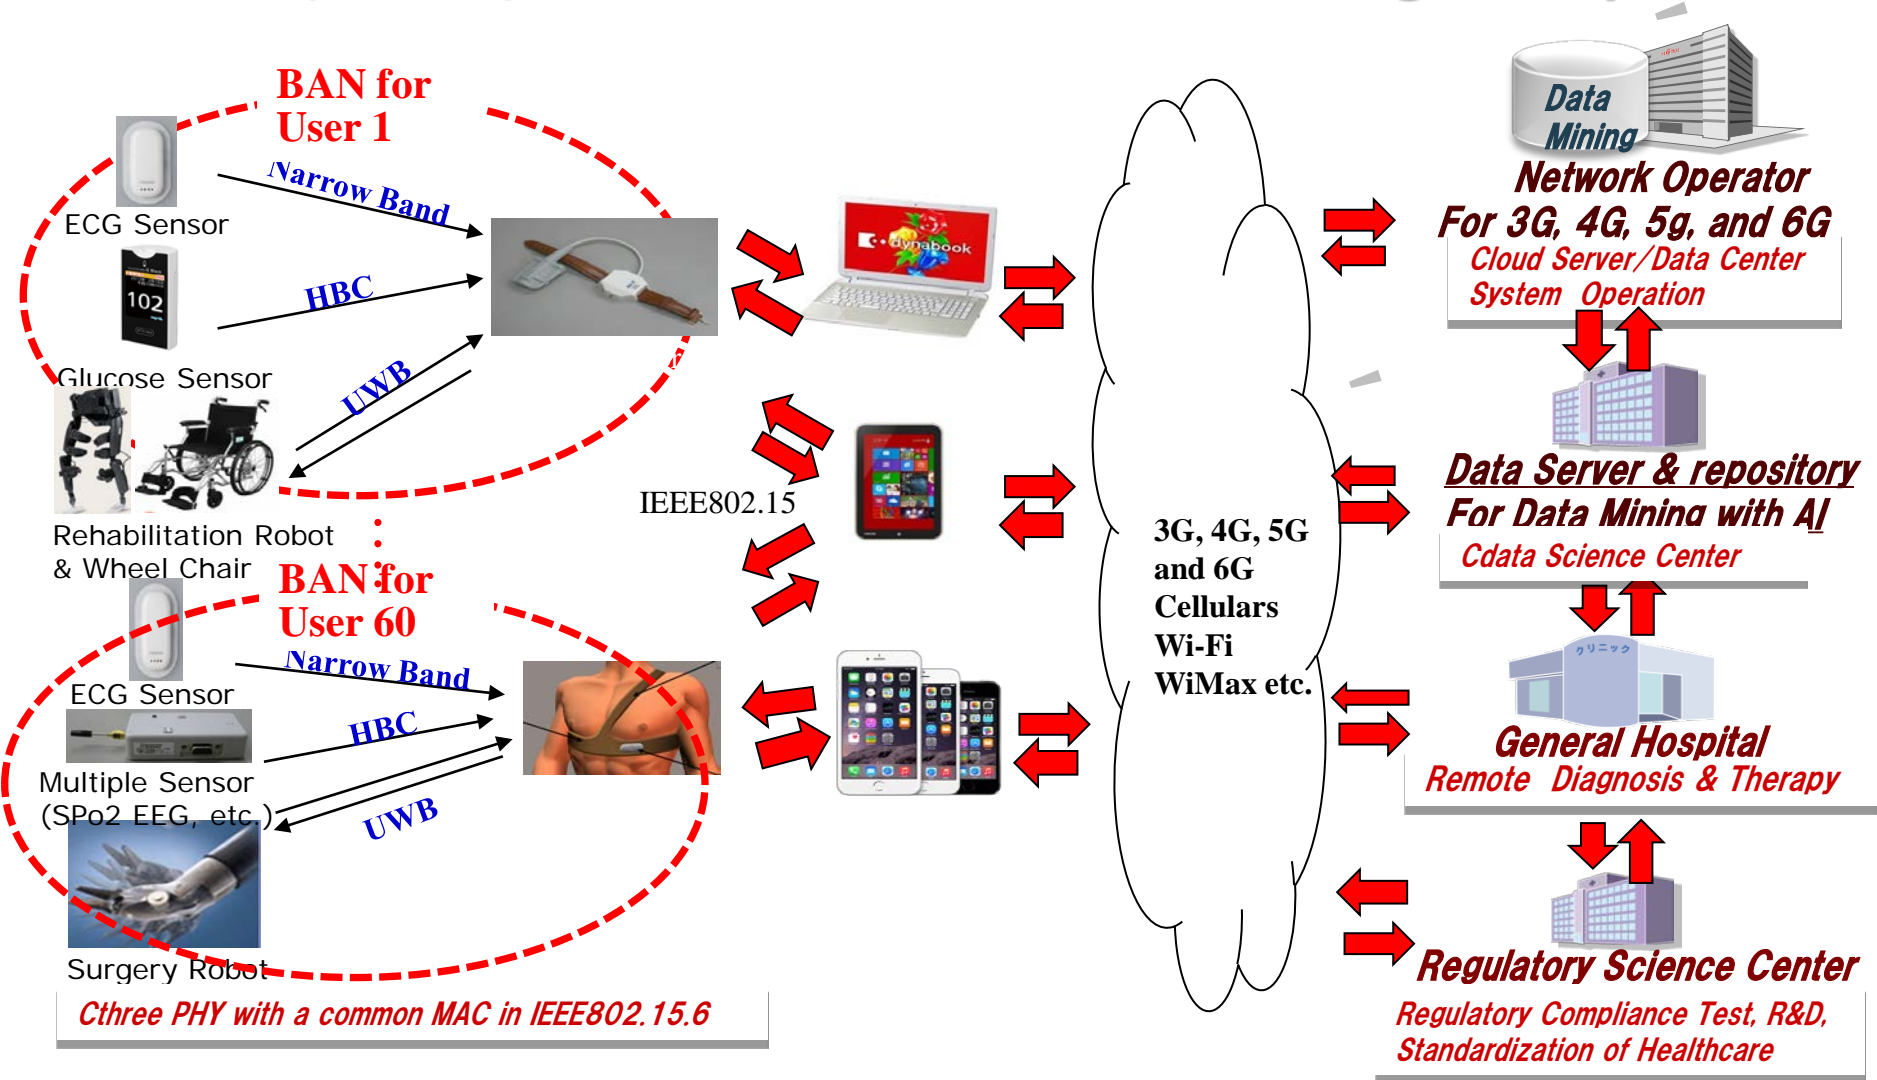 BAN for
User 1
Narrow Band
ECG Sensor
HBC
102
Glucose Sensor
UWB
Rehabilitation Robot
& Wheel Chair
BAN for
User 60
Narrow Band
ECG Sensor
HBC
Multiple Sensor
(SPo2 EEG, etc.)
UWB
Surgery Robot
Cthree PHY with a common MAC in IEEE802.15.6
dynabook
IEEE802.15
3G, 4G, 5G
and 6G
Cellulars
Wi-Fi
WiMax etc.
Data
Mining
Network Operator
For 3G, 4G, 5g, and 6G
Cloud Server/Data Center
System Operation
Data Server & repository
For Data Mining with AI
Cdata Science Center
クリニック
General Hospital
Remote Diagnosis & Therapy
Regulatory Science Center
Regulatory Compliance Test, R&D,
Standardization of Healthcare